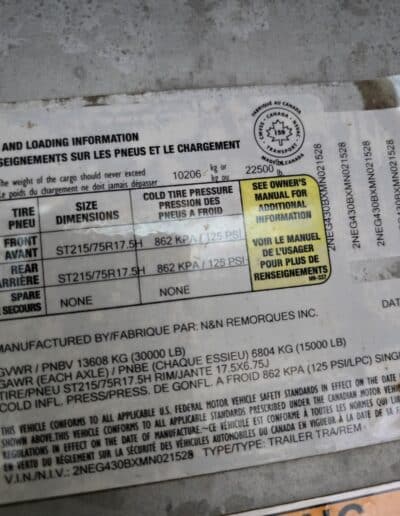 AND LOADING INFORMATION
SEIGNEMENTS SUR LES PNEUS ET LE CHARGEMENT
The weight of the cargo should never exceed 10206 kg or 22500 lb
Le poids du chargement ne doit jamais dépasser kg ou
TIRE
PNEU
SIZE
DIMENSIONS
COLD TIRE PRESSURE
PRESSION DES
PNEUS A FROID
FRONT
AVANT
ST215/75R17.5H
862 KPA / 125 PSI
REAR
ARRIÈRE
ST215/75R17.5H
862 KPA / 125 PSI
SPARE
SECOURS
NONE
NONE
SEE OWNER'S
MANUAL FOR
ADDITIONAL
INFORMATION
VOIR LE MANUEL
DE L'USAGER
POUR PLUS DE
RENSEIGNEMENTS
FABRIQUÉ AU CANADA
CANADA
TRANSPORT
MADE IN CANADA
2NEG430BXMN021528
2NEG430BXMN021528
2NEG430BXMN021528
MANUFACTURED BY/FABRIQUE PAR: N&N REMORQUES INC.
DAT
GVWR / PNBV 13608 KG (30000 LB)
GAWR (EACH AXLE) / PNBE (CHAQUE ESSIEU) 6804 KG (15000 LB)
TIRE/PNEU ST215/75R17.5H RIM/JANTE 17.5X6.75J
COLD INFL. PRESS/PRESS. DE GONFL. A FROID 862 KPA (125 PSI/LPC) SING
THIS VEHICLE CONFORMS TO ALL APPLICABLE U.S. FEDERAL MOTOR VEHICLE SAFETY STANDARDS IN EFFECT ON THE DATE O
SHOWN ABOVE.THIS VEHICLE CONFORMS TO ALL APPLICABLE STANDARDS PRESCRIBED UNDER THE CANADIAN MOTOR VEH
REGULATIONS IN EFFECT ON THE DATE OF MANUFACTURE.-CE VÉHICULE EST CONFORME À TOUTES LES NORMES QUI L
EN VERTU DU RÈGLEMENT SUR LA SÉCURITÉ DES VÉHICULES AUTOMOBILES DU CANADA EN VIGUEUR À LA DATE DE SA F
V.I.N./N.I.V.: 2NEG430BXMN021528 TYPE/TYPE: TRAILER TRA/REM